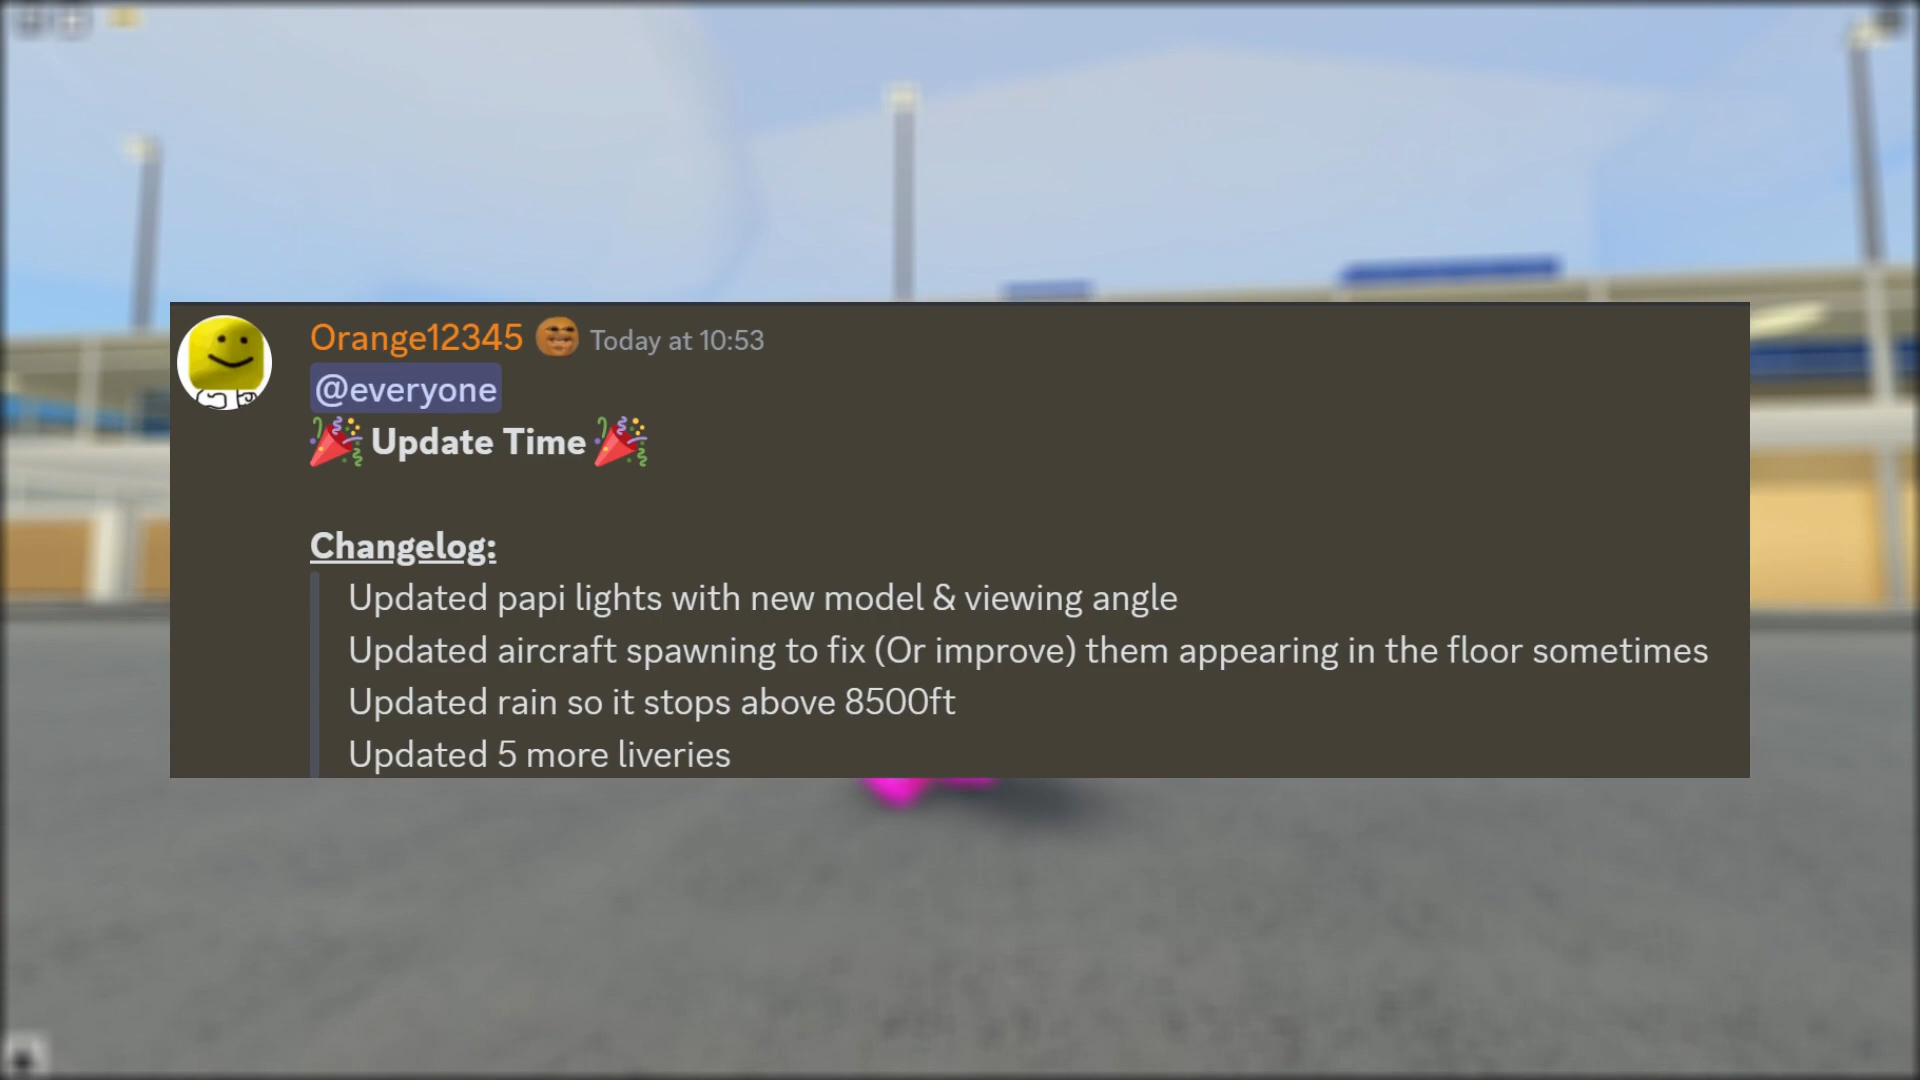 Orange12345 Today at 10:53
@everyone
🎉 Update Time 🎉
Changelog:
Updated papi lights with new model & viewing angle
Updated aircraft spawning to fix (Or improve) them appearing in the floor sometimes
Updated rain so it stops above 8500ft
Updated 5 more liveries